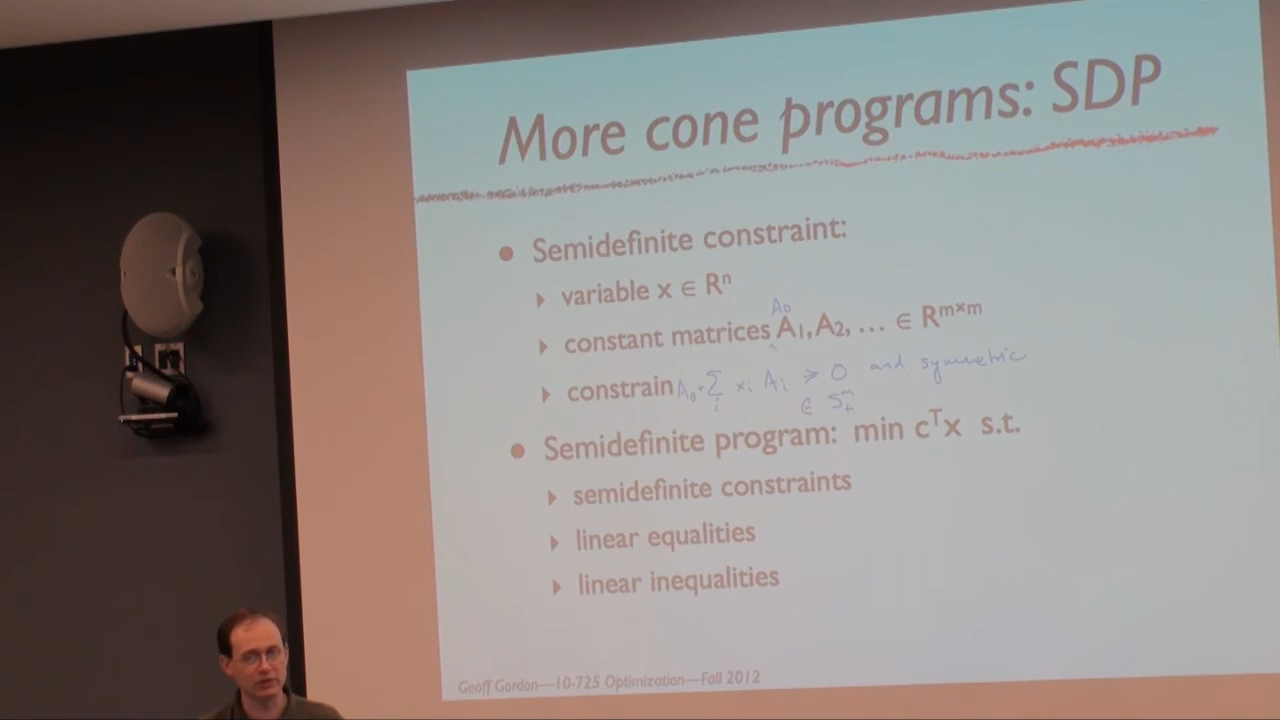 More cone programs: SDP
• Semidefinite constraint:
‣ variable x ∈ Rⁿ
A₀
‣ constant matrices A₁, A₂, … ∈ Rᵐˣᵐ
‣ constrain A₀ + Σᵢ xᵢ Aᵢ ≽ 0 and symmetric
∈ S₊ᵐ
• Semidefinite program: min cᵀx s.t.
‣ semidefinite constraints
‣ linear equalities
‣ linear inequalities
Geoff Gordon—10-725 Optimization—Fall 2012